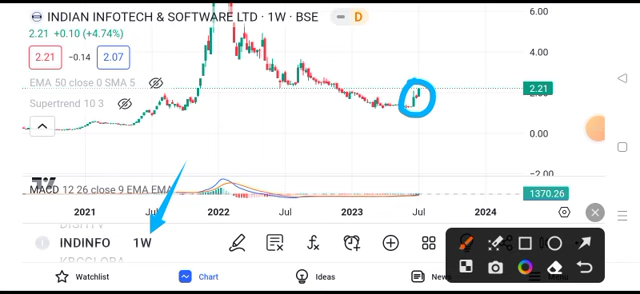 INDIAN INFOTECH & SOFTWARE LTD · 1W · BSE
D
6.00
2.21 +0.10 (+4.74%)
2.21
-0.14
2.07
4.00
EMA 50 close 0 SMA 5
2.21
Supertrend 10 3
0.00
-2.00
MACD 12 26 close 9 EMA EMA
1370.26
2021
Jul
2022
Jul
2023
Jul
2024
INDINFO 1W
Watchlist
Chart
Ideas
News